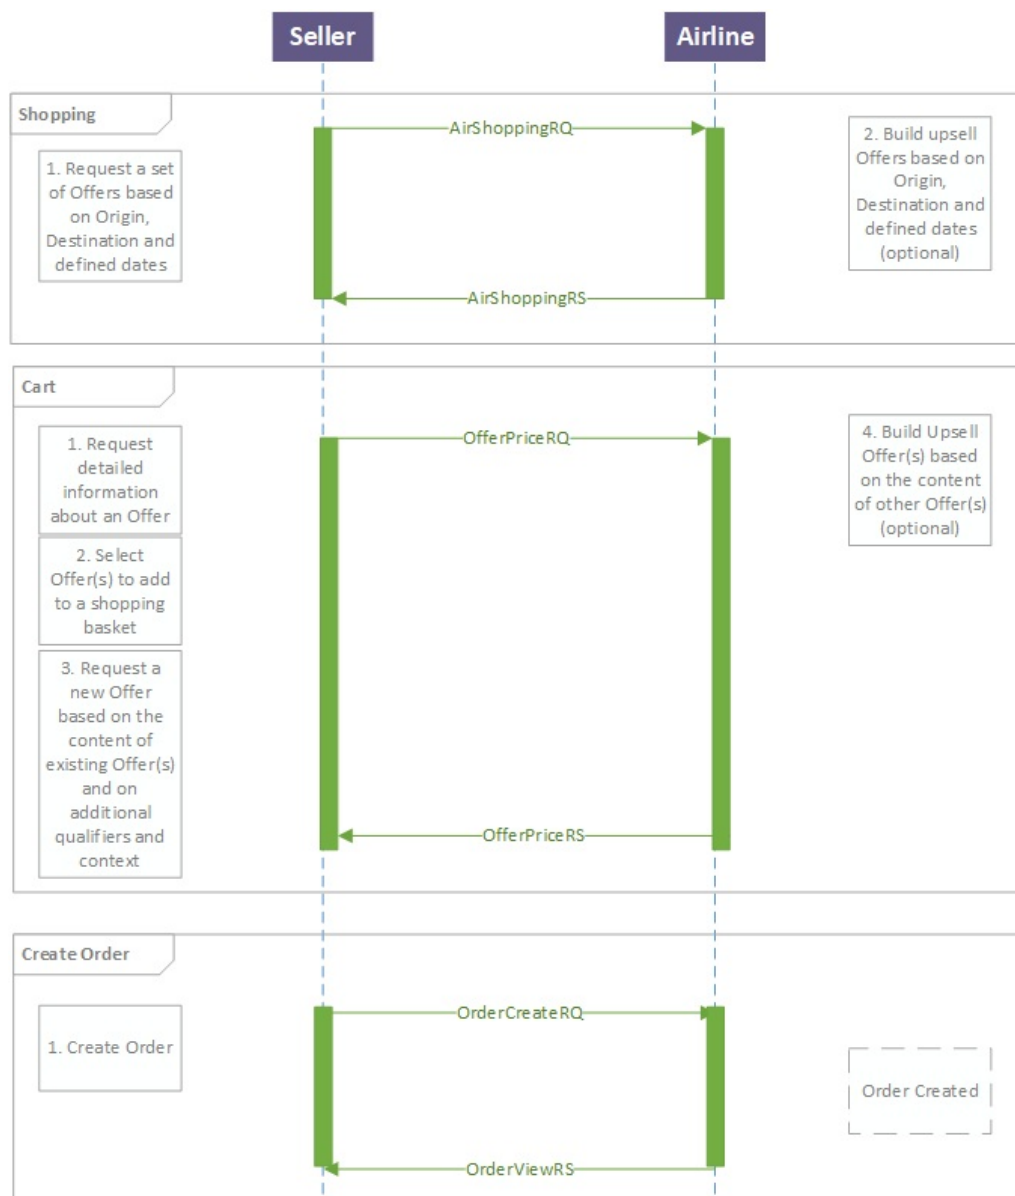 Seller
Airline
Shopping
AirShoppingRQ
1. Request a set
of Offers based
on Origin,
Destination and
defined dates
2. Build upsell
Offers based on
Origin,
Destination and
defined dates
(optional)
AirShoppingRS
Cart
OfferPriceRQ
1. Request
detailed
information
about an Offer
2. Select
Offer(s) to add
to a shopping
basket
3. Request a
new Offer
based on the
content of
existing Offer(s)
and on
additional
qualifiers and
context
4. Build Upsell
Offer(s) based
on the content
of other Offer(s)
(optional)
OfferPriceRS
Create Order
OrderCreateRQ
1. Create Order
Order Created
OrderViewRS